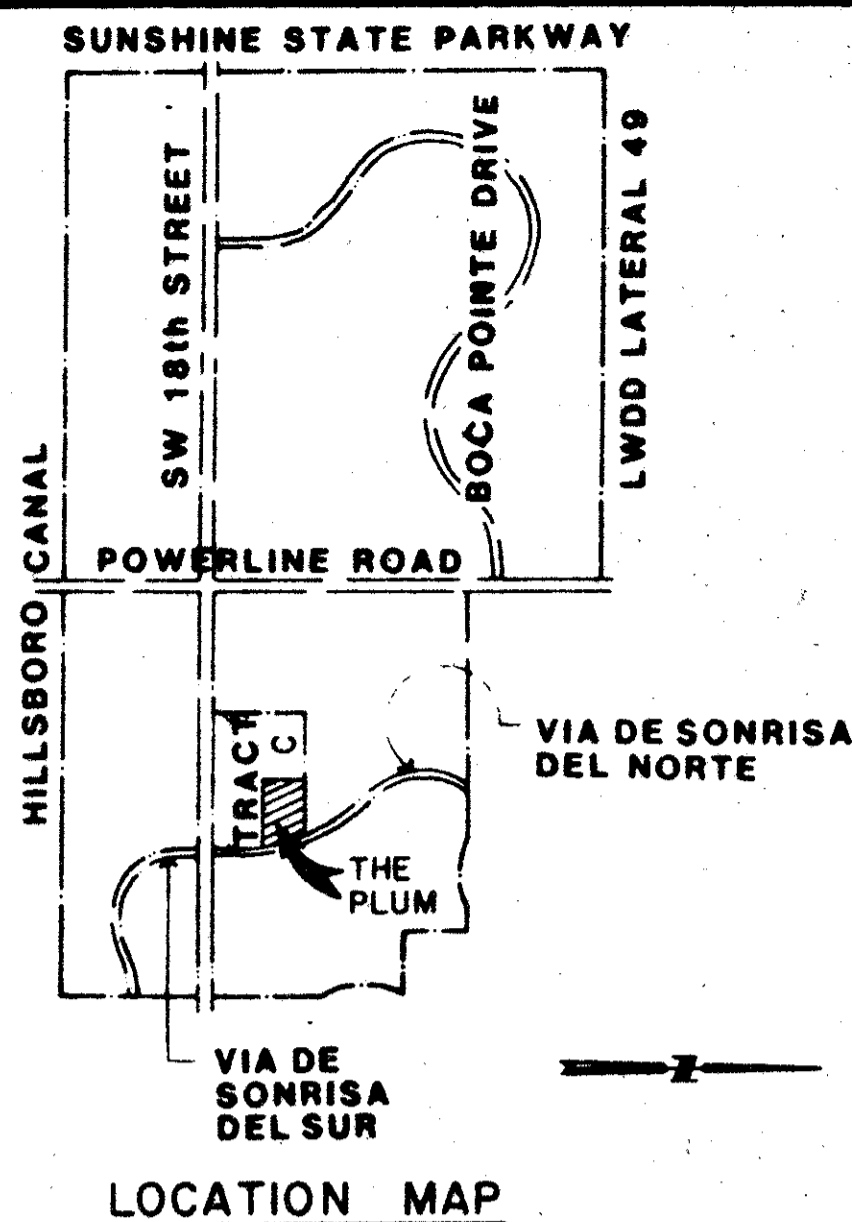 SUNSHINE STATE PARKWAY
SW 18th STREET
BOCA POINTE DRIVE
LWDD LATERAL 49
HILLSBORO CANAL
POWERLINE ROAD
TRACT
C
VIA DE SONRISA
DEL NORTE
THE
PLUM
VIA DE
SONRISA
DEL SUR
N
LOCATION MAP